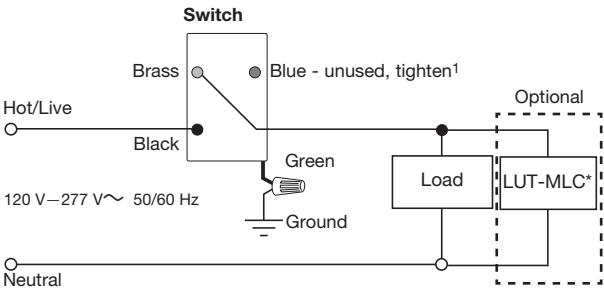 Switch
Brass
Blue - unused, tighten¹
Hot/Live
Optional
Black
Green
Load
LUT-MLC*
120 V—277 V~ 50/60 Hz
Ground
Neutral